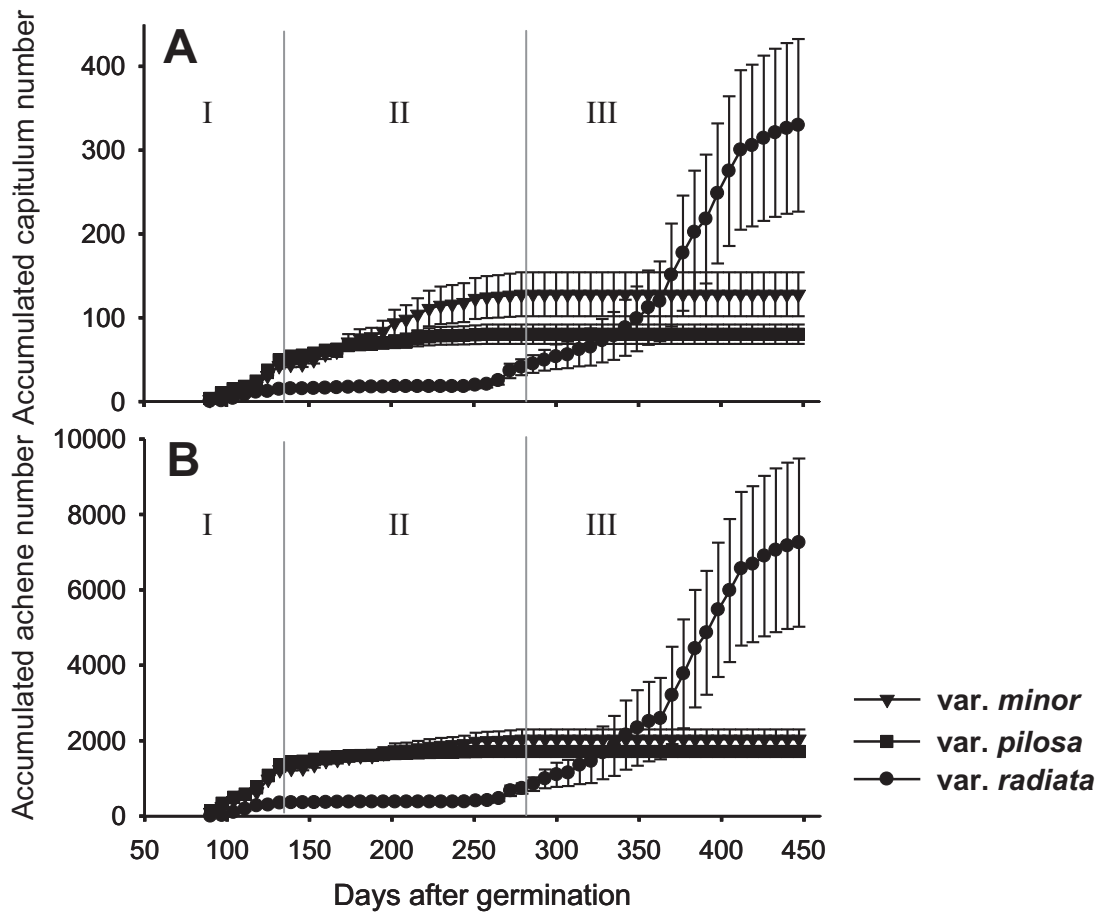 Accumulated capitulum number
A
400
300
200
100
0
I
II
III
Accumulated achene number
B
10000
8000
6000
4000
2000
0
I
II
III
50 100 150 200 250 300 350 400 450
Days after germination
var. minor
var. pilosa
var. radiata